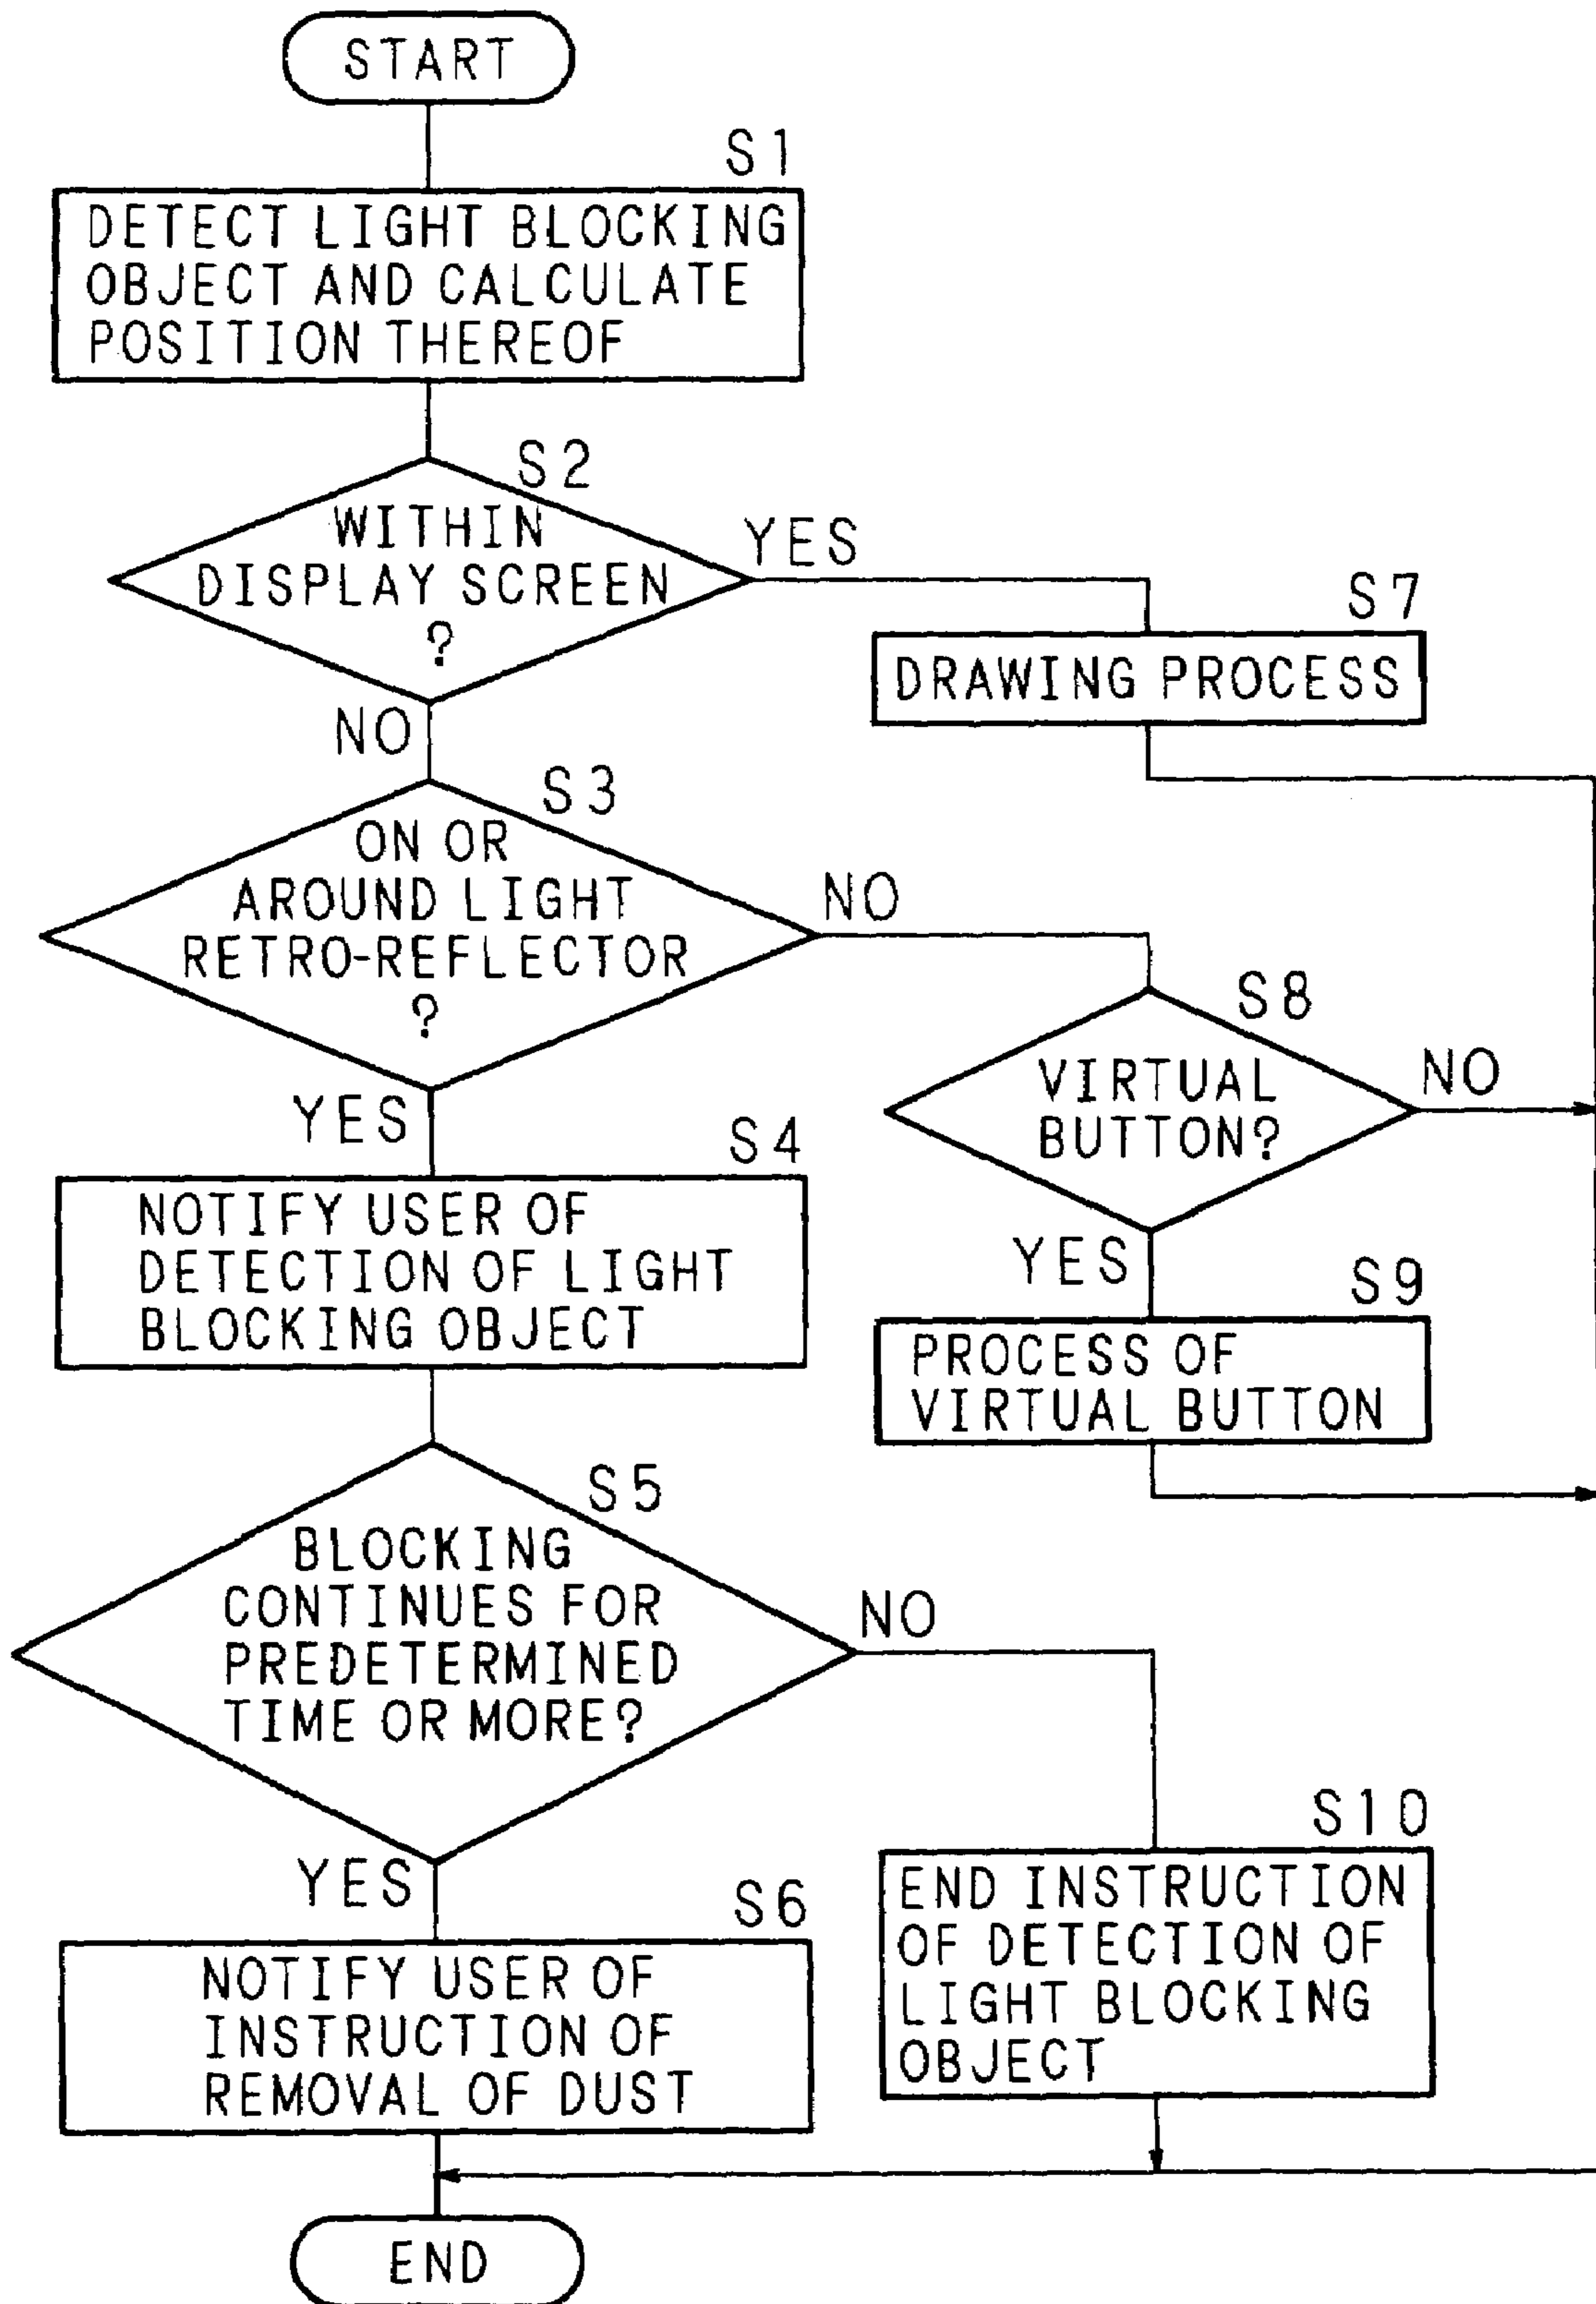 START
S1
DETECT LIGHT BLOCKING
OBJECT AND CALCULATE
POSITION THEREOF
S2
WITHIN
DISPLAY SCREEN
?
YES
NO
S7
DRAWING PROCESS
S3
ON OR
AROUND LIGHT
RETRO-REFLECTOR
?
NO
YES
S8
VIRTUAL
BUTTON?
NO
YES
S4
NOTIFY USER OF
DETECTION OF LIGHT
BLOCKING OBJECT
S9
PROCESS OF
VIRTUAL BUTTON
S5
BLOCKING
CONTINUES FOR
PREDETERMINED
TIME OR MORE?
NO
YES
S10
END INSTRUCTION
OF DETECTION OF
LIGHT BLOCKING
OBJECT
S6
NOTIFY USER OF
INSTRUCTION OF
REMOVAL OF DUST
END